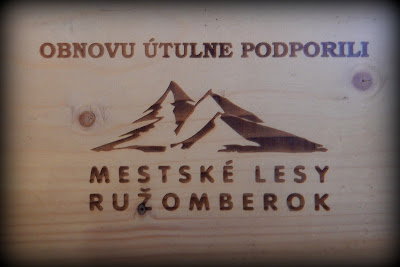 OBNOVU ÚTULNE PODPORILI
MESTSKÉ LESY
RUŽOMBEROK